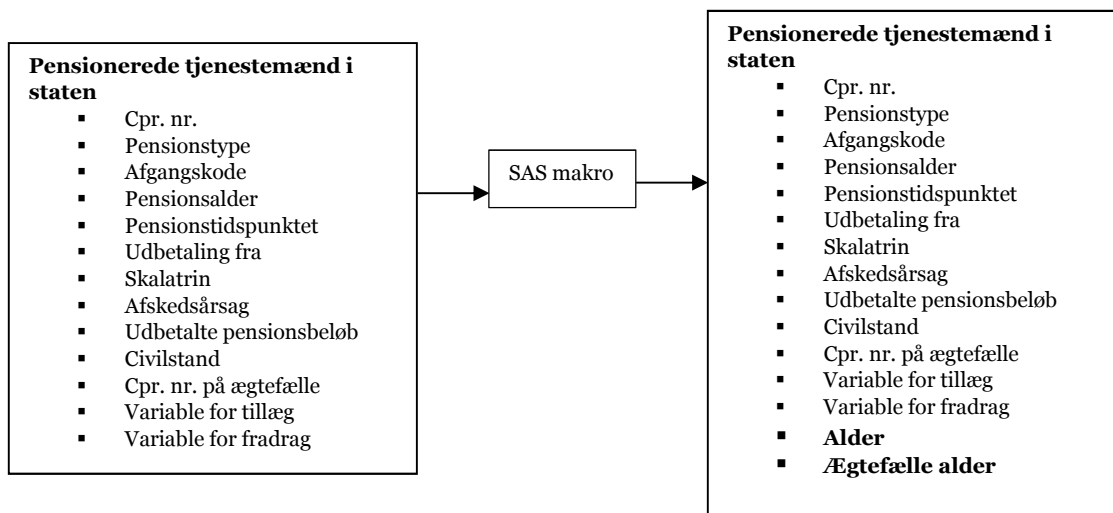 Pensionerede tjenestemænd i
staten
▪ Cpr. nr.
▪ Pensionstype
▪ Afgangskode
▪ Pensionsalder
▪ Pensionstidspunktet
▪ Udbetaling fra
▪ Skalatrin
▪ Afskedsårsag
▪ Udbetalte pensionsbeløb
▪ Civilstand
▪ Cpr. nr. på ægtefælle
▪ Variable for tillæg
▪ Variable for fradrag
SAS makro
Pensionerede tjenestemænd i
staten
▪ Cpr. nr.
▪ Pensionstype
▪ Afgangskode
▪ Pensionsalder
▪ Pensionstidspunktet
▪ Udbetaling fra
▪ Skalatrin
▪ Afskedsårsag
▪ Udbetalte pensionsbeløb
▪ Civilstand
▪ Cpr. nr. på ægtefælle
▪ Variable for tillæg
▪ Variable for fradrag
▪ Alder
▪ Ægtefælle alder